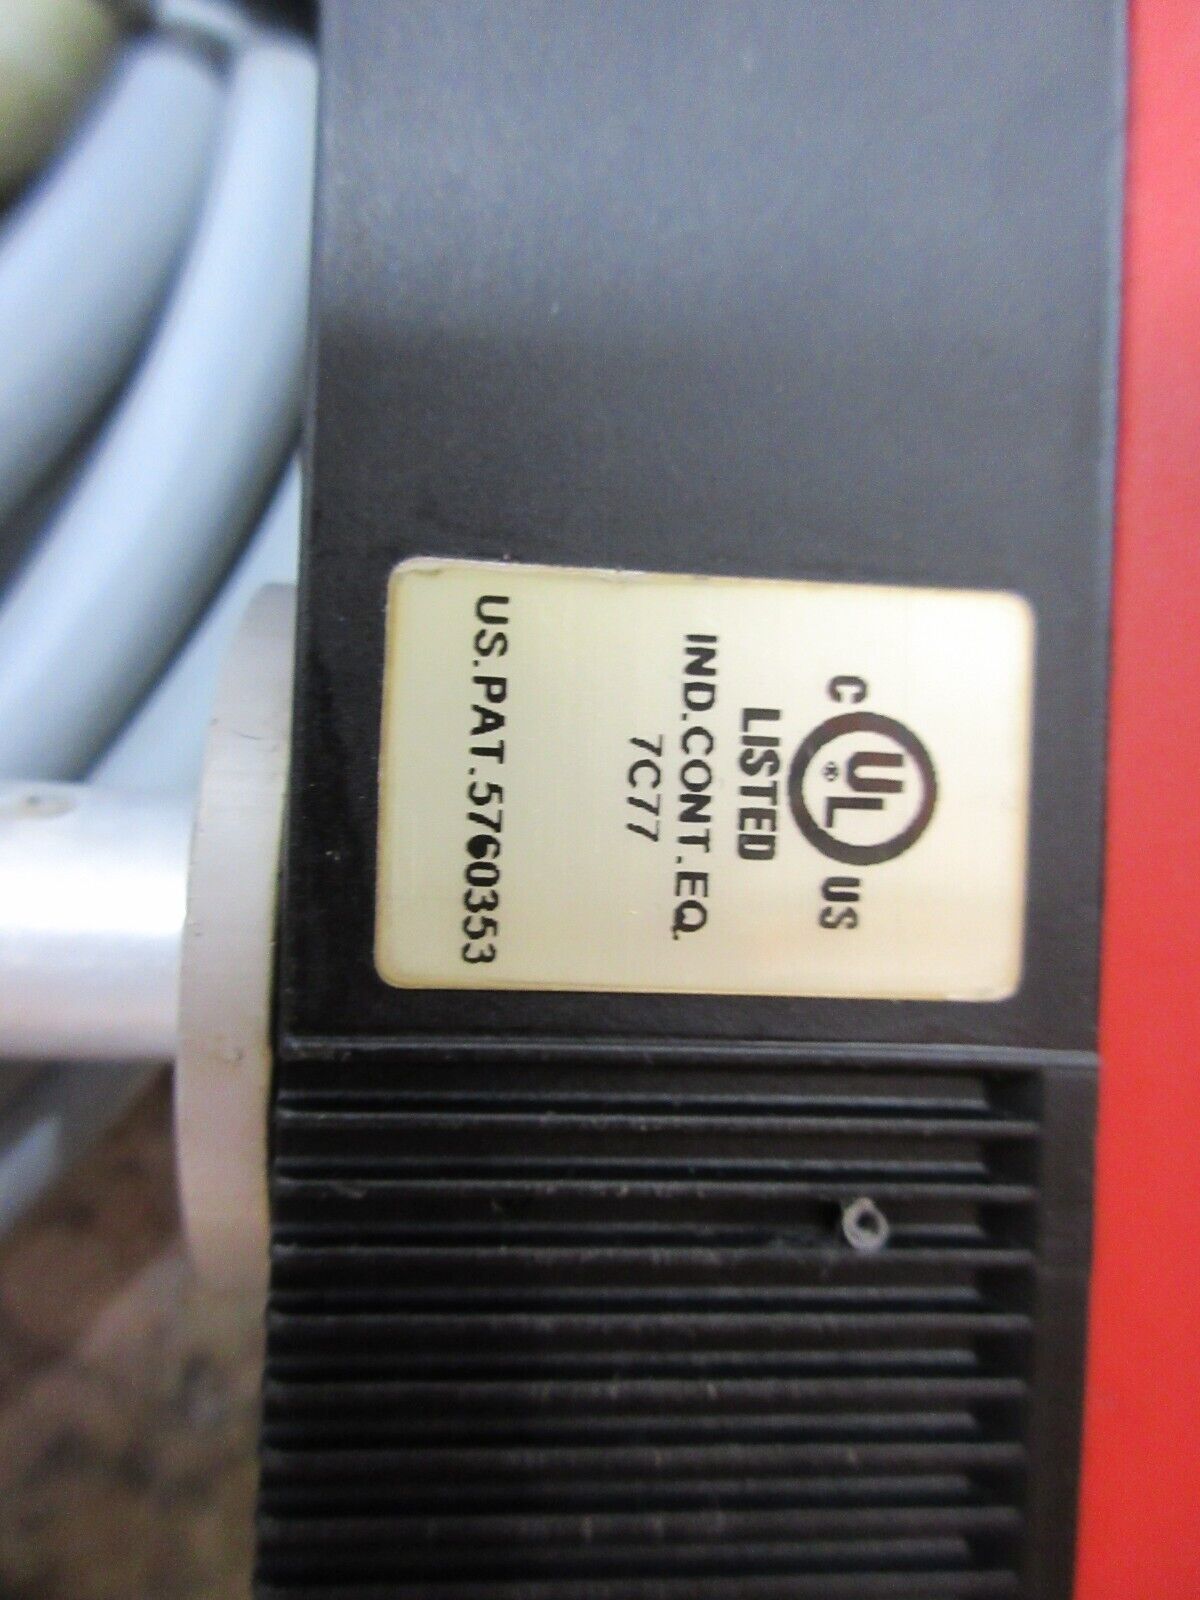 C UL® US
LISTED
IND.CONT.EQ.
7C77
US.PAT.5760353